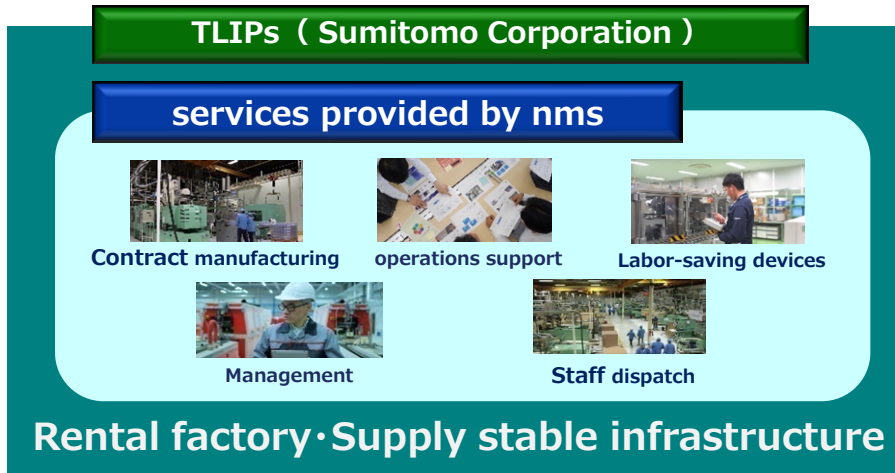 TLIPs（ Sumitomo Corporation ）
services provided by nms
Contract manufacturing
operations support
Labor-saving devices
Management
Staff dispatch
Rental factory･Supply stable infrastructure